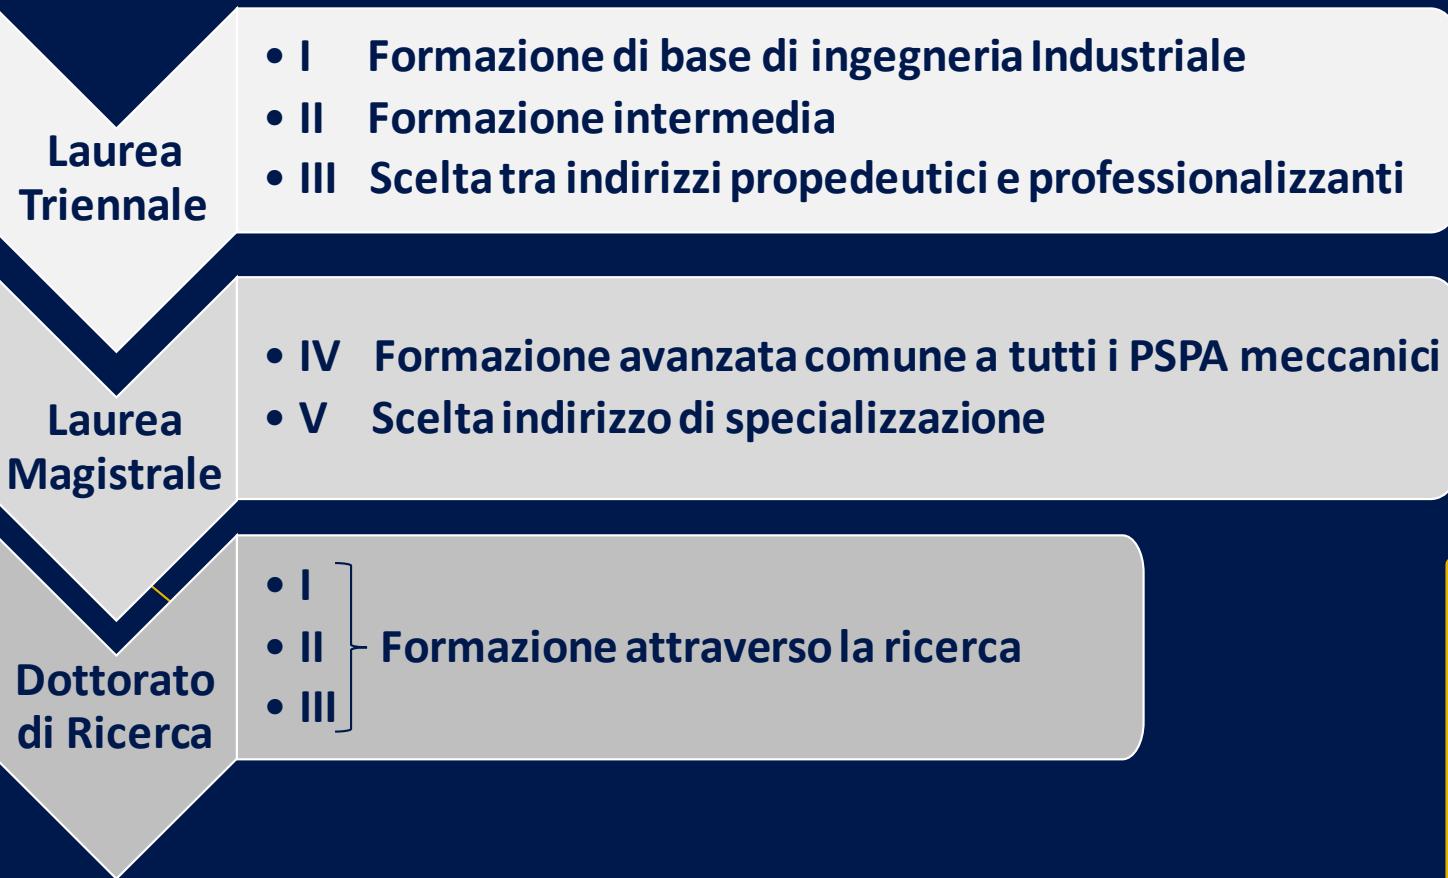 Laurea
Triennale
• I Formazione di base di ingegneria Industriale
• II Formazione intermedia
• III Scelta tra indirizzi propedeutici e professionalizzanti
Laurea
Magistrale
• IV Formazione avanzata comune a tutti i PSPA meccanici
• V Scelta indirizzo di specializzazione
Dottorato
di Ricerca
• I
• II Formazione attraverso la ricerca
• III